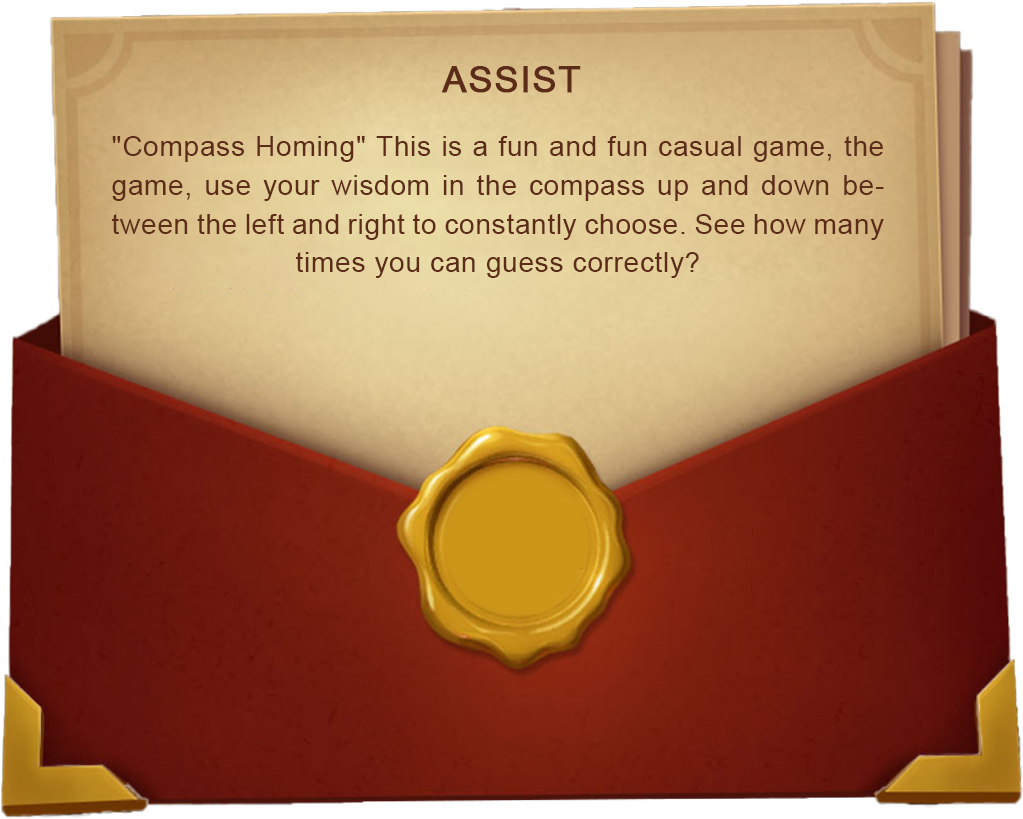 ASSIST
"Compass Homing" This is a fun and fun casual game, the
game, use your wisdom in the compass up and down be-
tween the left and right to constantly choose. See how many
times you can guess correctly?